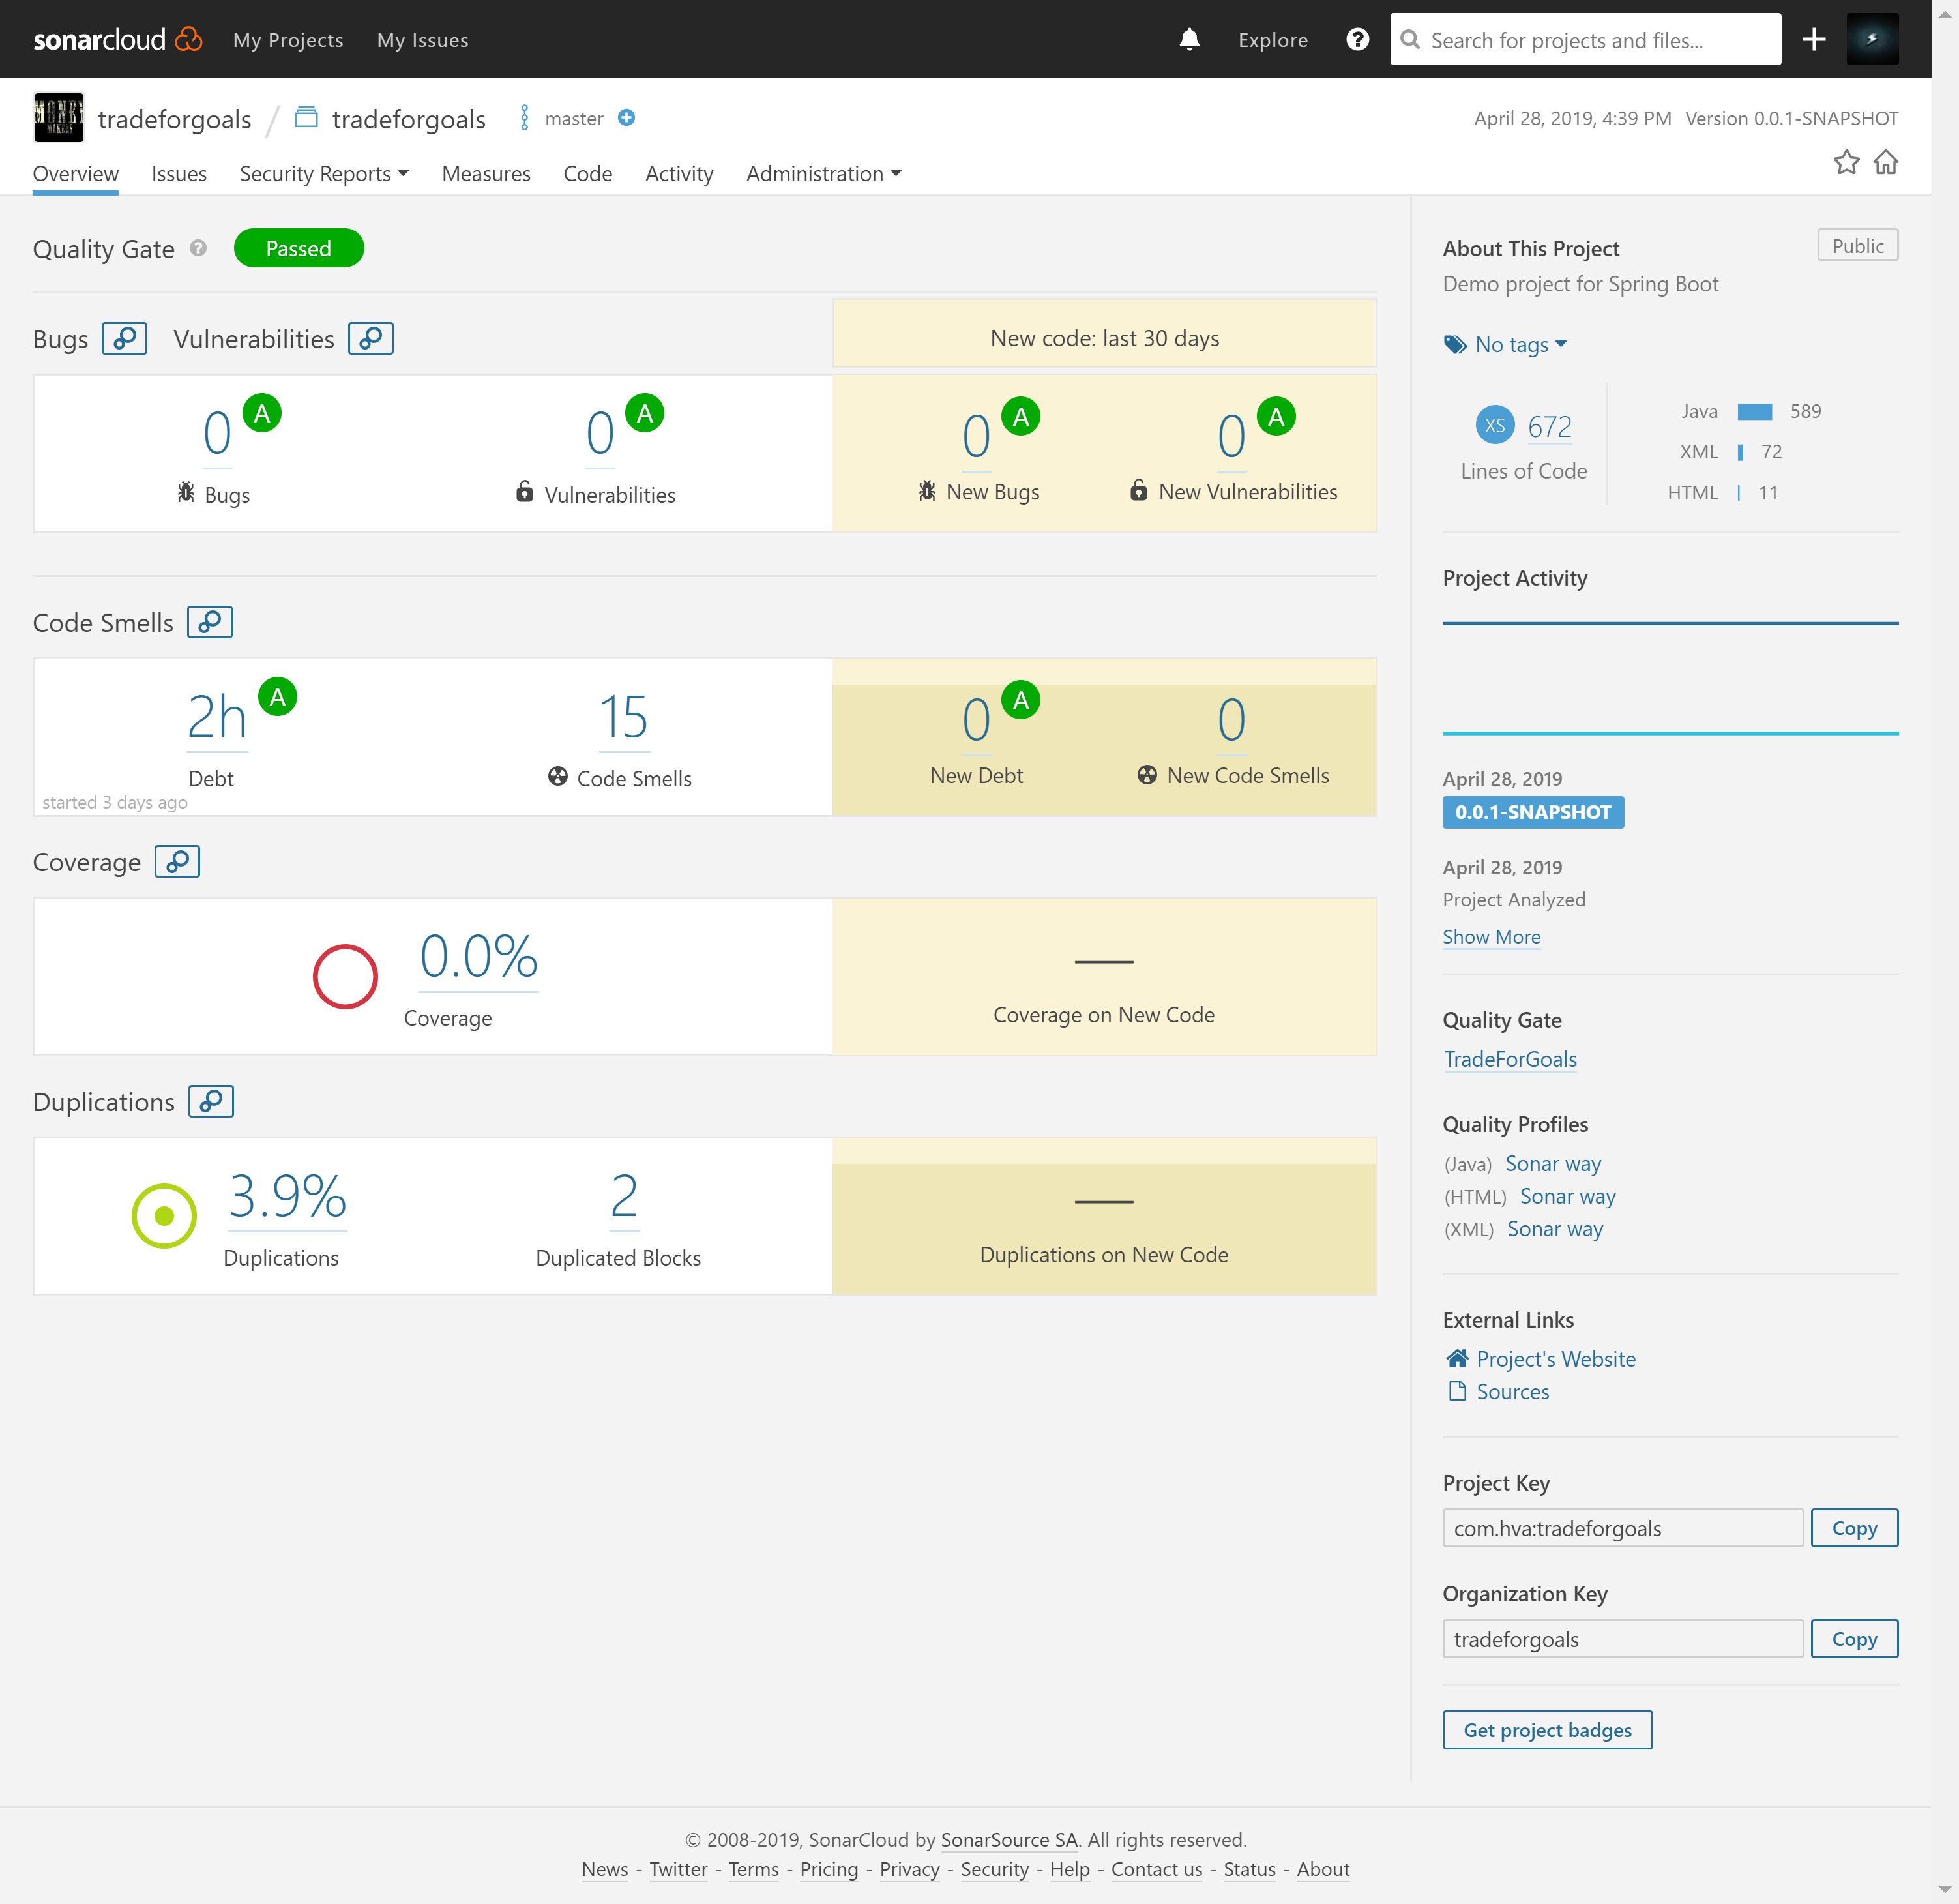 sonarcloud My Projects My Issues Explore ? Search for projects and files...
MONEY
MAKERZ
tradeforgoals / tradeforgoals master
April 28, 2019, 4:39 PM Version 0.0.1-SNAPSHOT
Overview Issues Security Reports Measures Code Activity Administration
Quality Gate ? Passed
Bugs Vulnerabilities
New code: last 30 days
0 A
Bugs
0 A
Vulnerabilities
0 A
New Bugs
0 A
New Vulnerabilities
Code Smells
2h A
Debt
started 3 days ago
15
Code Smells
0 A
New Debt
0
New Code Smells
Coverage
0.0%
Coverage
—
Coverage on New Code
Duplications
3.9%
Duplications
2
Duplicated Blocks
—
Duplications on New Code
About This Project Public
Demo project for Spring Boot
No tags
XS 672
Lines of Code
Java 589
XML 72
HTML 11
Project Activity
April 28, 2019
0.0.1-SNAPSHOT
April 28, 2019
Project Analyzed
Show More
Quality Gate
TradeForGoals
Quality Profiles
(Java) Sonar way
(HTML) Sonar way
(XML) Sonar way
External Links
Project's Website
Sources
Project Key
com.hva:tradeforgoals Copy
Organization Key
tradeforgoals Copy
Get project badges
© 2008-2019, SonarCloud by SonarSource SA. All rights reserved.
News - Twitter - Terms - Pricing - Privacy - Security - Help - Contact us - Status - About